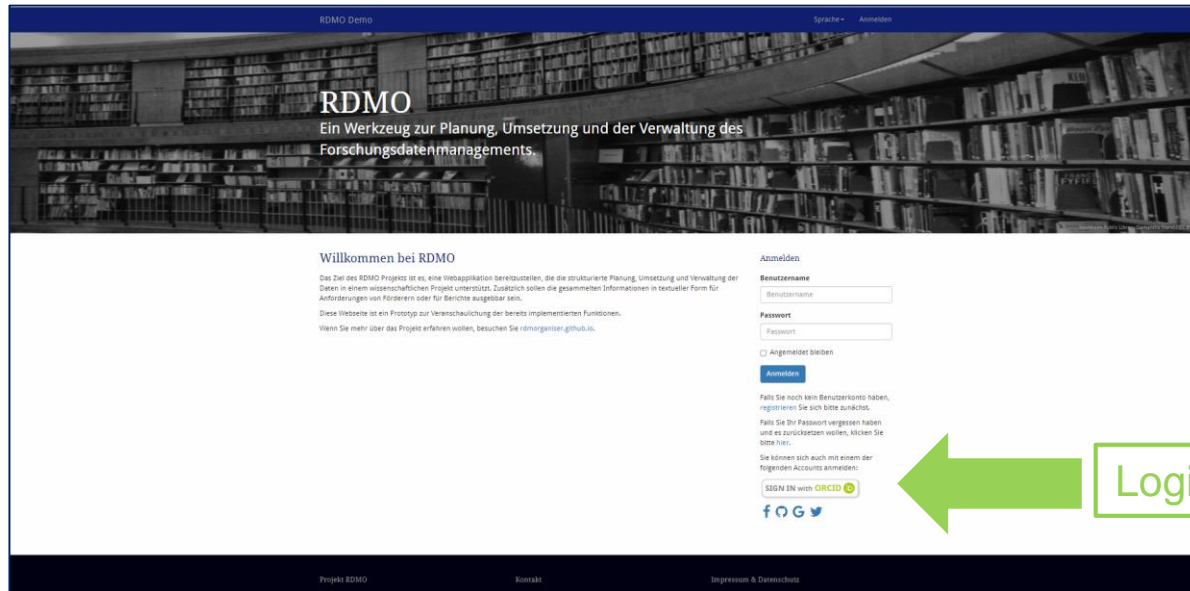 RDMO Demo
Sprache
Anmelden
RDMO
Ein Werkzeug zur Planung, Umsetzung und der Verwaltung des
Forschungsdatenmanagements.
Willkommen bei RDMO
Das Ziel des RDMO Projekts ist es, eine Webapplikation bereitzustellen, die die strukturierte Planung, Umsetzung und Verwaltung der
Daten in einem wissenschaftlichen Projekt unterstützt. Zusätzlich sollen die gesammelten Informationen in textueller Form für
Anforderungen von Förderern oder für Berichte ausgebbar sein.
Diese Webseite ist ein Prototyp zur Veranschaulichung der bereits implementierten Funktionen.
Wenn Sie mehr über das Projekt erfahren wollen, besuchen Sie rdmorganiser.github.io.
Anmelden
Benutzername
Benutzername
Passwort
Passwort
Angemeldet bleiben
Anmelden
Falls Sie noch kein Benutzerkonto haben,
registrieren Sie sich bitte zunächst.
Falls Sie Ihr Passwort vergessen haben
und es zurücksetzen wollen, klicken Sie
bitte hier.
Sie können sich auch mit einem der
folgenden Accounts anmelden:
SIGN IN with ORCID iD
Logi
Projekt RDMO
Kontakt
Impressum & Datenschutz